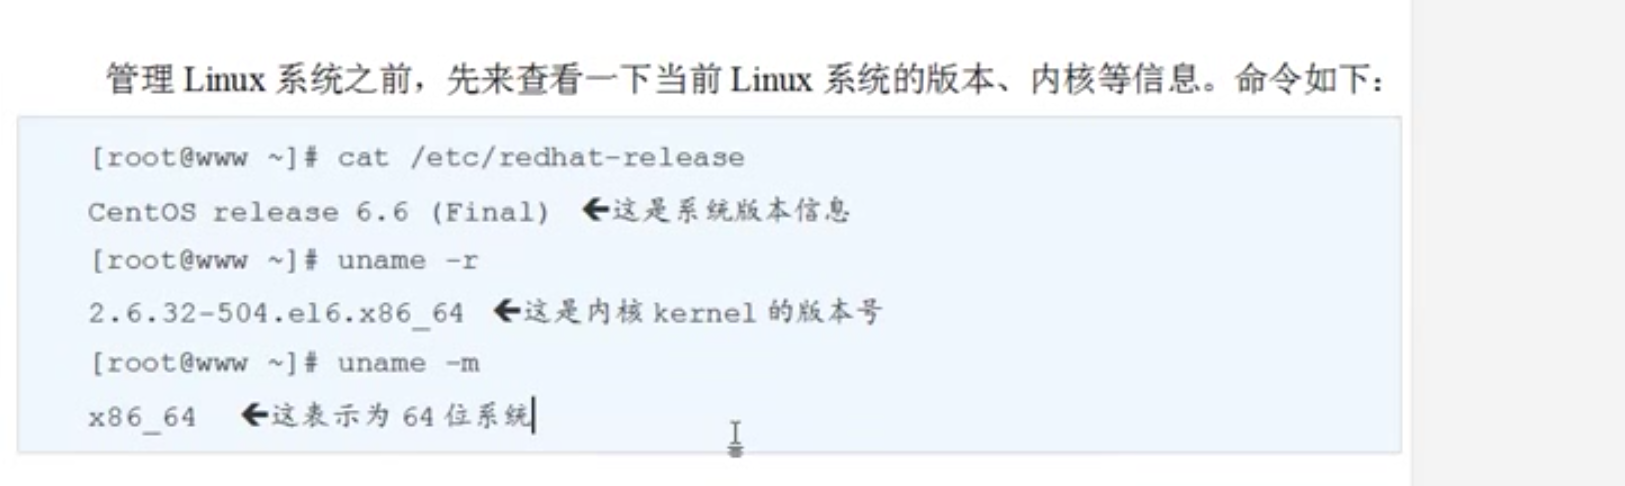 管理 Linux 系统之前，先来查看一下当前 Linux 系统的版本、内核等信息。命令如下：
[root@www ~]# cat /etc/redhat-release
CentOS release 6.6 (Final) ←这是系统版本信息
[root@www ~]# uname -r
2.6.32-504.el6.x86_64 ←这是内核 kernel 的版本号
[root@www ~]# uname -m
x86_64 ←这表示为 64 位系统